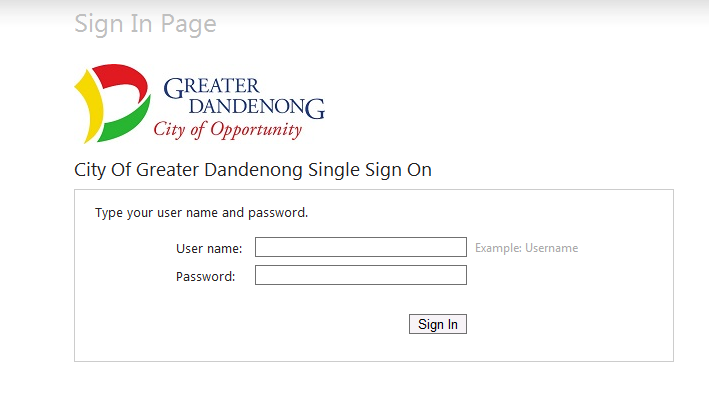 Sign In Page
GREATER
DANDENONG
City of Opportunity
City Of Greater Dandenong Single Sign On
Type your user name and password.
User name: Example: Username
Password:
Sign In